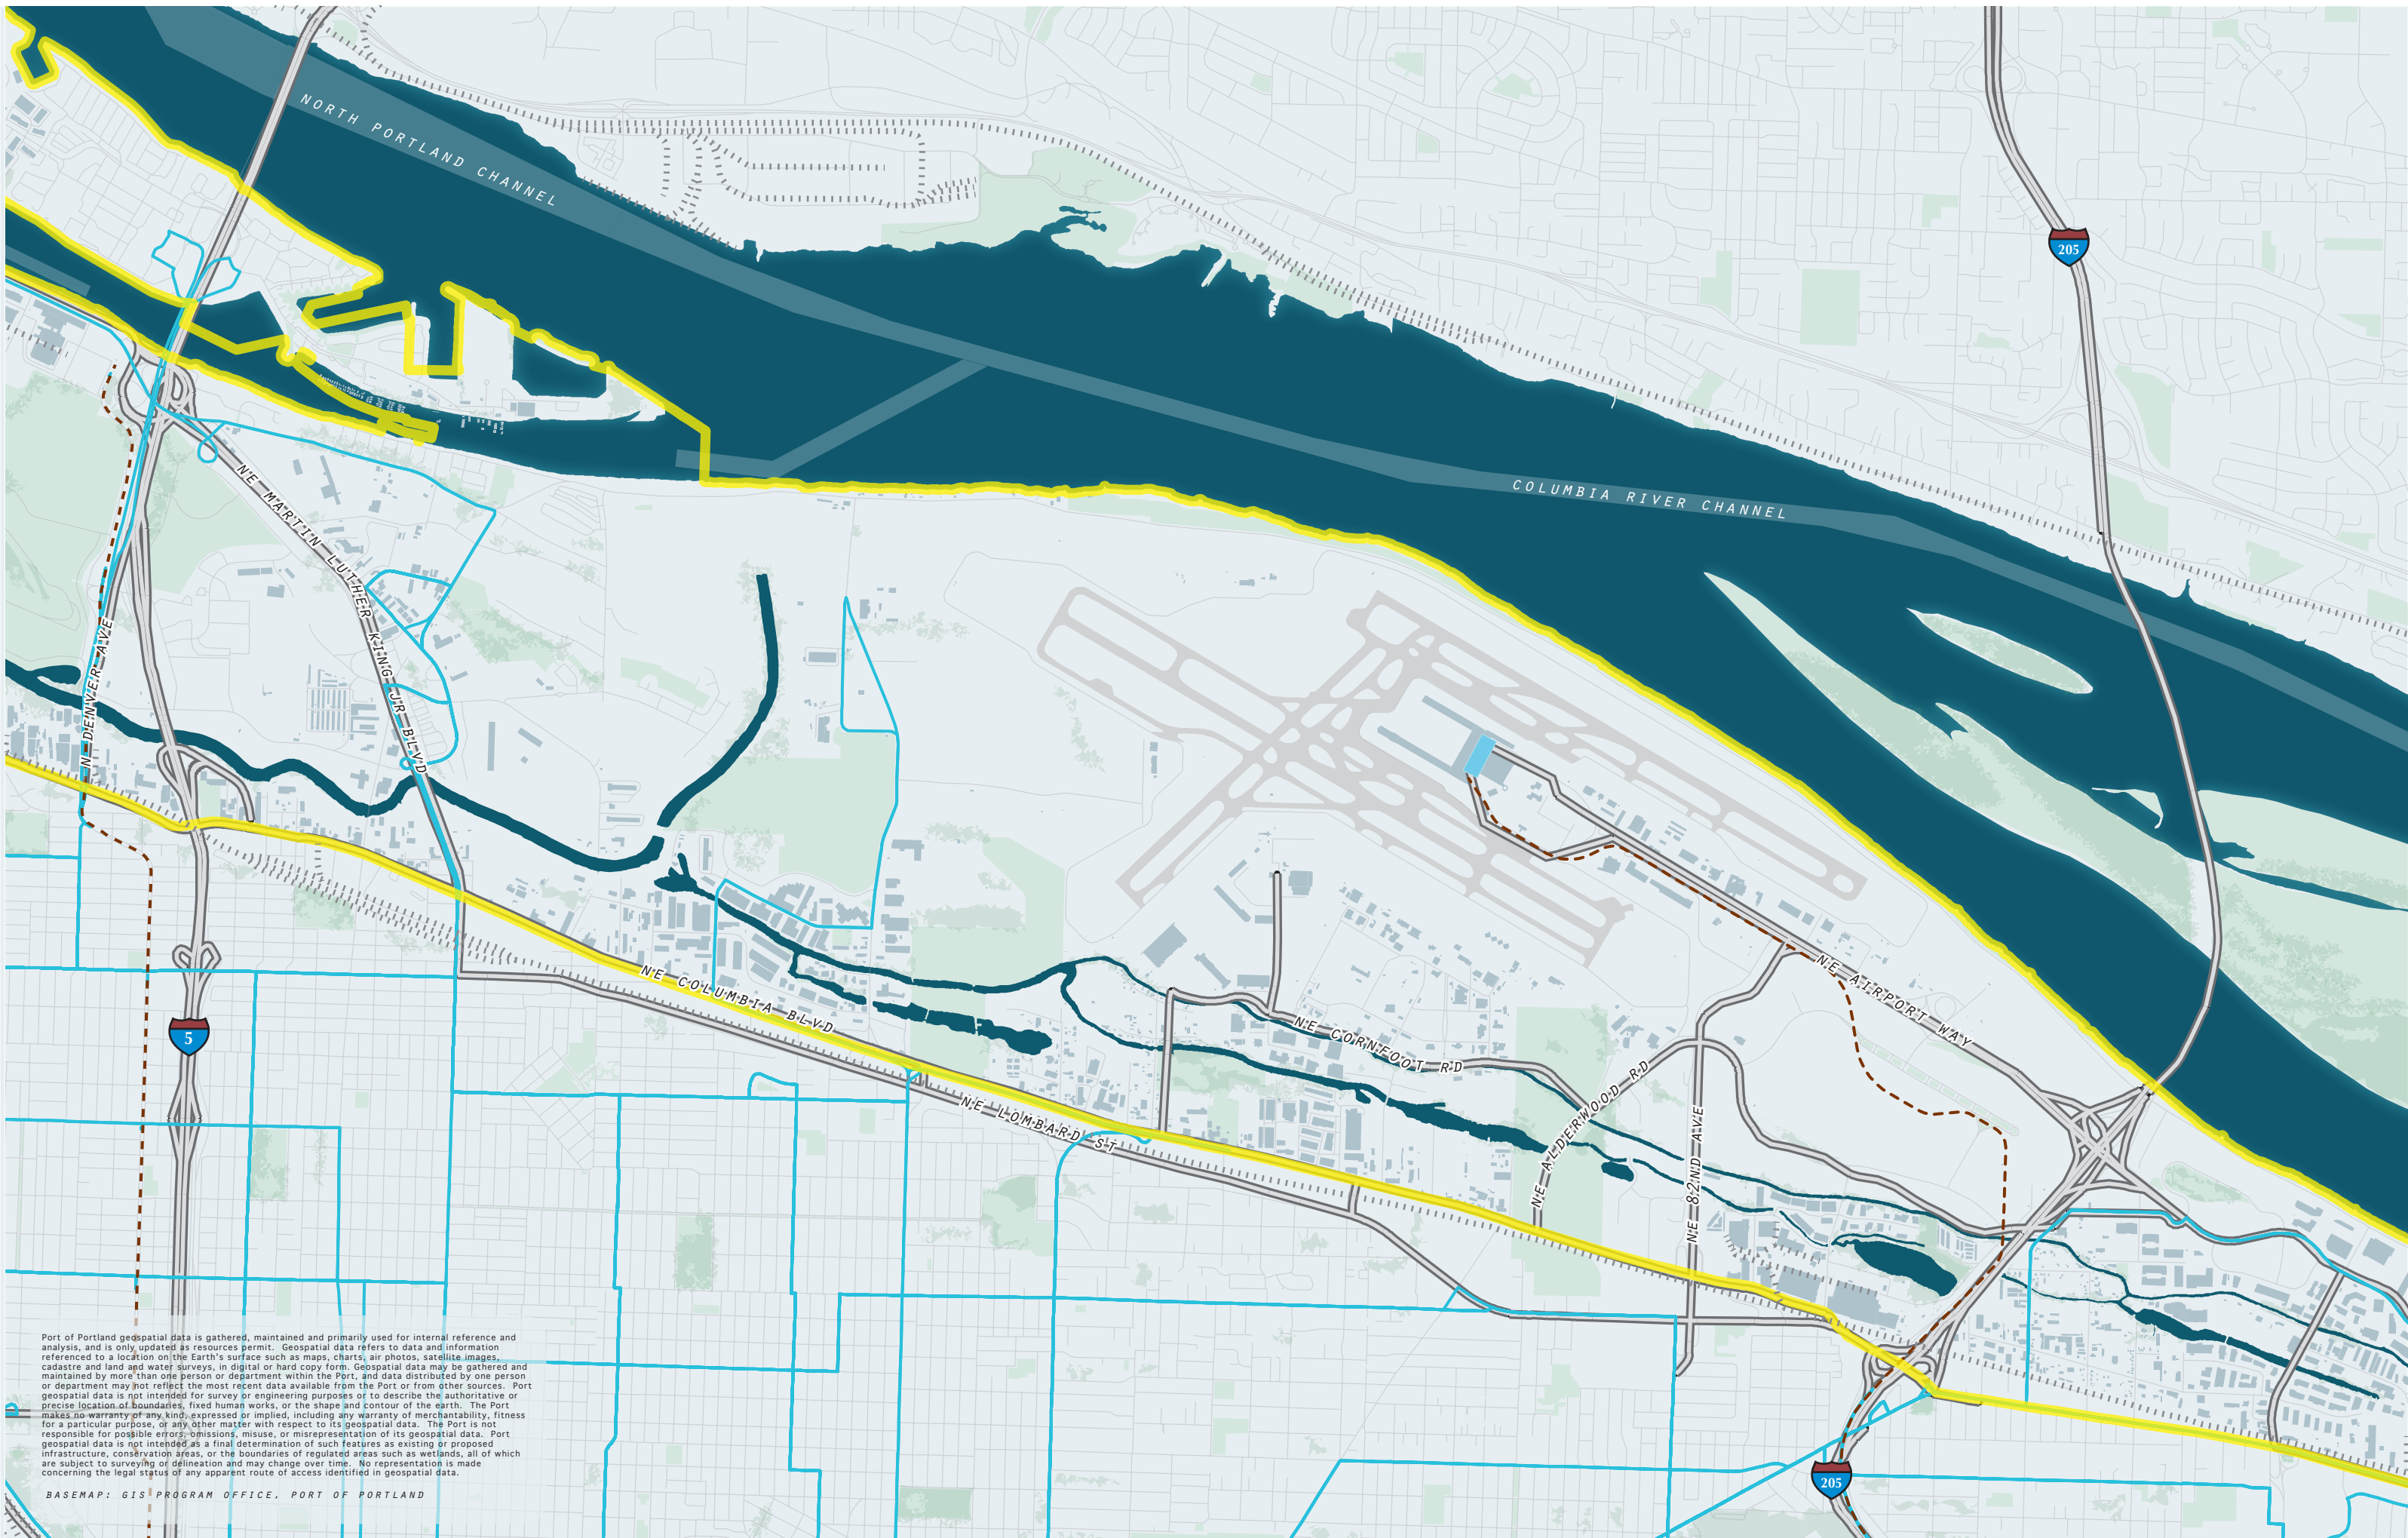 NORTH PORTLAND CHANNEL
205
COLUMBIA RIVER CHANNEL
NE MARTIN LUTHER KING JR BLVD
N DENVER AVE
NE COLUMBIA BLVD
NE AIRPORT WAY
5
NE CORNFOOT RD
NE LOMBARD ST
NE ALDERWOOD RD
NE 82ND AVE
Port of Portland geospatial data is gathered, maintained and primarily used for internal reference and
analysis, and is only updated as resources permit. Geospatial data refers to data and information
referenced to a location on the Earth's surface such as maps, charts, air photos, satellite images,
cadastre and land and water surveys, in digital or hard copy form. Geospatial data may be gathered and
maintained by more than one person or department within the Port, and data distributed by one person
or department may not reflect the most recent data available from the Port or from other sources. Port
geospatial data is not intended for survey or engineering purposes or to describe the authoritative or
precise location of boundaries, fixed human works, or the shape and contour of the earth. The Port
makes no warranty of any kind, expressed or implied, including any warranty of merchantability, fitness
for a particular purpose, or any other matter with respect to its geospatial data. The Port is not
responsible for possible errors, omissions, misuse, or misrepresentation of its geospatial data. Port
geospatial data is not intended as a final determination of such features as existing or proposed
infrastructure, conservation areas, or the boundaries of regulated areas such as wetlands, all of which
are subject to surveying or delineation and may change over time. No representation is made
concerning the legal status of any apparent route of access identified in geospatial data.
205
BASEMAP: GIS PROGRAM OFFICE, PORT OF PORTLAND